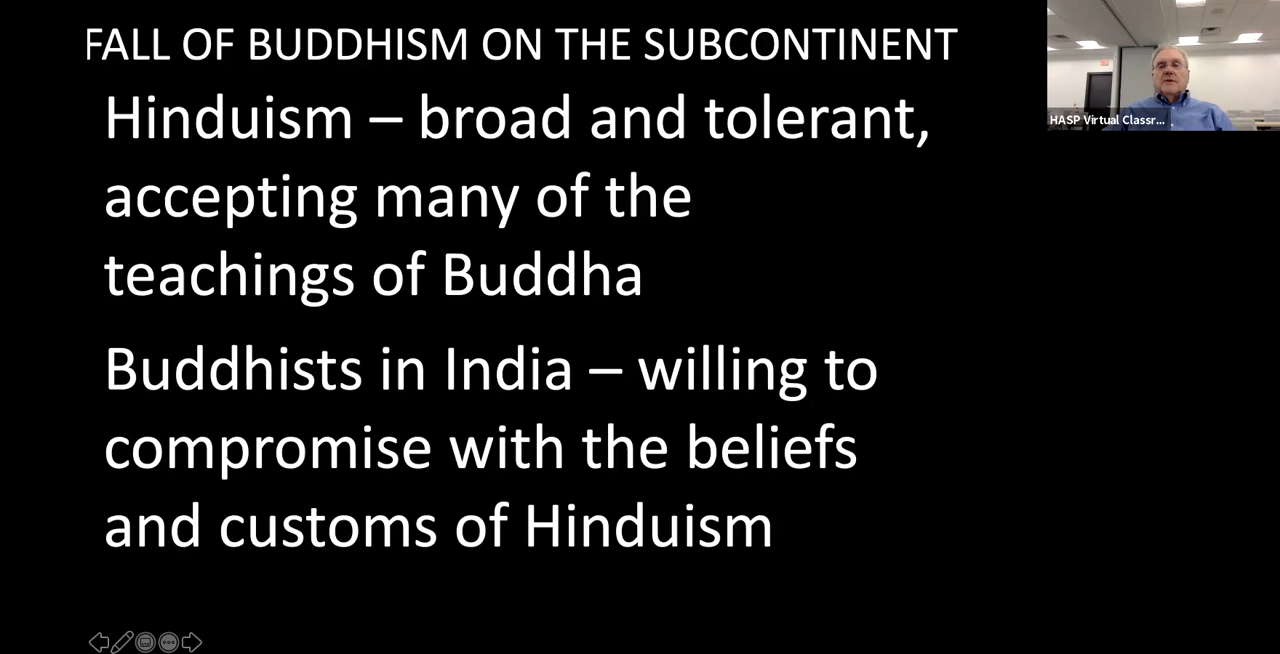 FALL OF BUDDHISM ON THE SUBCONTINENT
Hinduism – broad and tolerant,
accepting many of the
teachings of Buddha
Buddhists in India – willing to
compromise with the beliefs
and customs of Hinduism
HASP Virtual Classr...